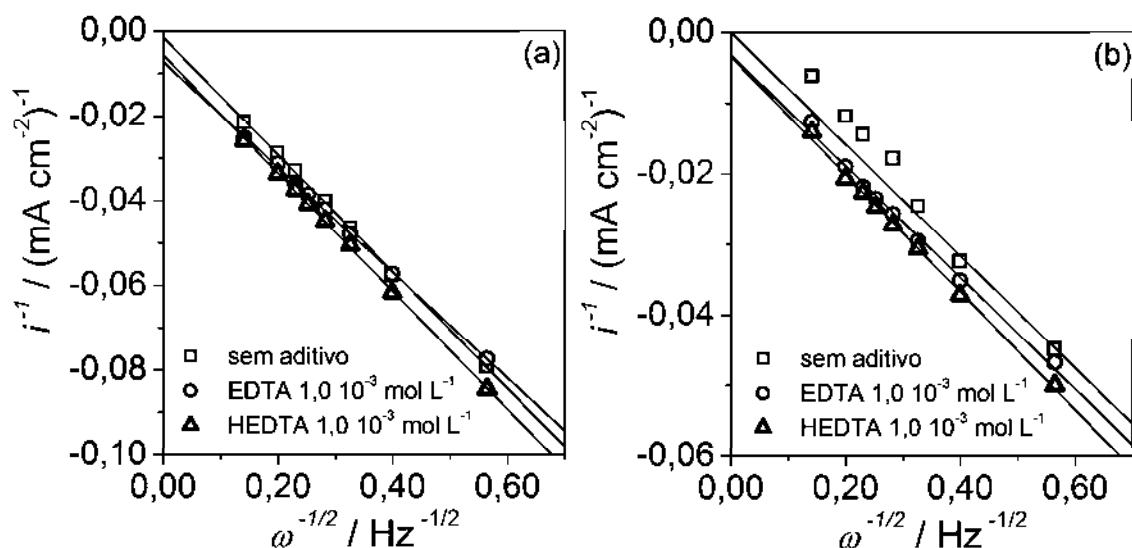 (a)
0,00
-0,02
-0,04
-0,06
-0,08
-0,10
i⁻¹ / (mA cm⁻²)⁻¹
□ sem aditivo
○ EDTA 1,0 10⁻³ mol L⁻¹
△ HEDTA 1,0 10⁻³ mol L⁻¹
0,00 0,20 0,40 0,60
ω⁻¹/² / Hz⁻¹/²
(b)
0,00
-0,02
-0,04
-0,06
i⁻¹ / (mA cm⁻²)⁻¹
□ sem aditivo
○ EDTA 1,0 10⁻³ mol L⁻¹
△ HEDTA 1,0 10⁻³ mol L⁻¹
0,00 0,20 0,40 0,60
ω⁻¹/² / Hz⁻¹/²